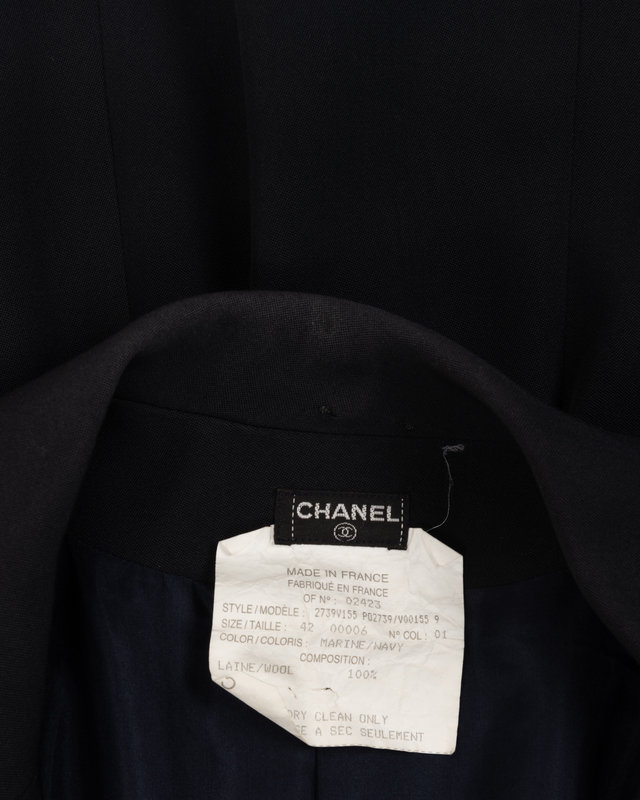 CHANEL
MADE IN FRANCE
FABRIQUÉ EN FRANCE
OF Nº: 02423
STYLE/MODÈLE: 2739V155 P02739/V00155 9
SIZE/TAILLE: 42 00006 Nº COL: 01
COLOR/COLORIS: MARINE/NAVY
COMPOSITION:
LAINE/WOOL 100%
DRY CLEAN ONLY
A SEC SEULEMENT